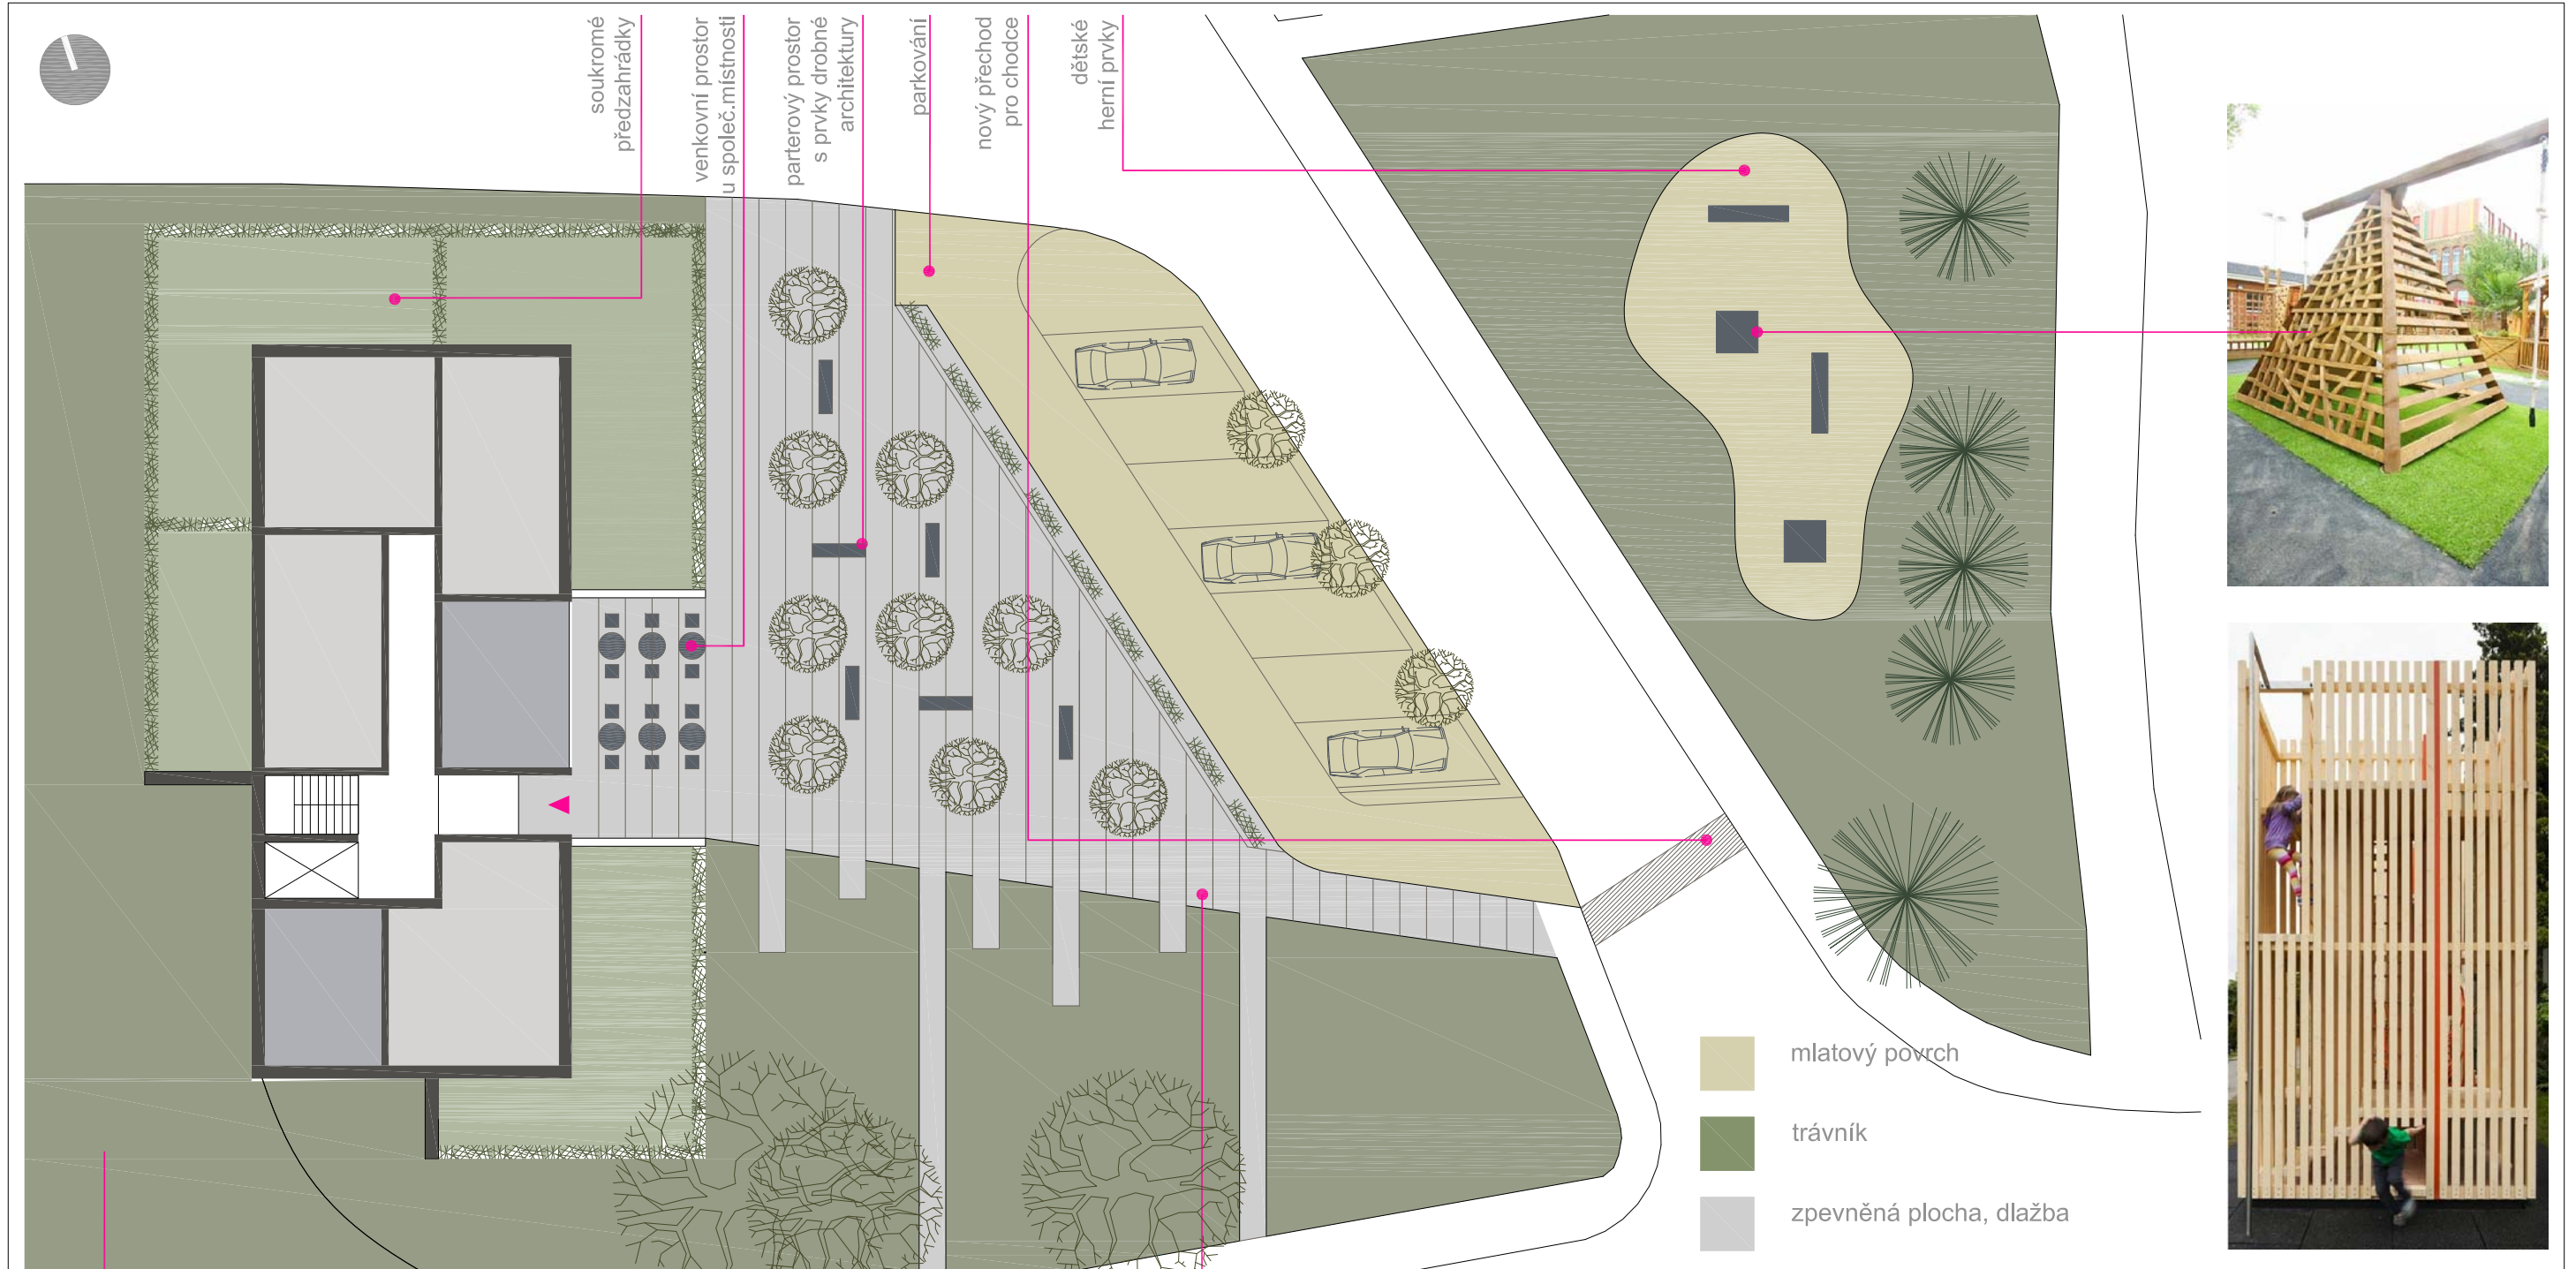 soukromé
předzahrádky
venkovní prostor
u společ.místnosti
parterový prostor
s prvky drobné
architektury
parkování
nový přechod
pro chodce
dětské
herní prvky
mlatový povrch
trávník
zpevněná plocha, dlažba